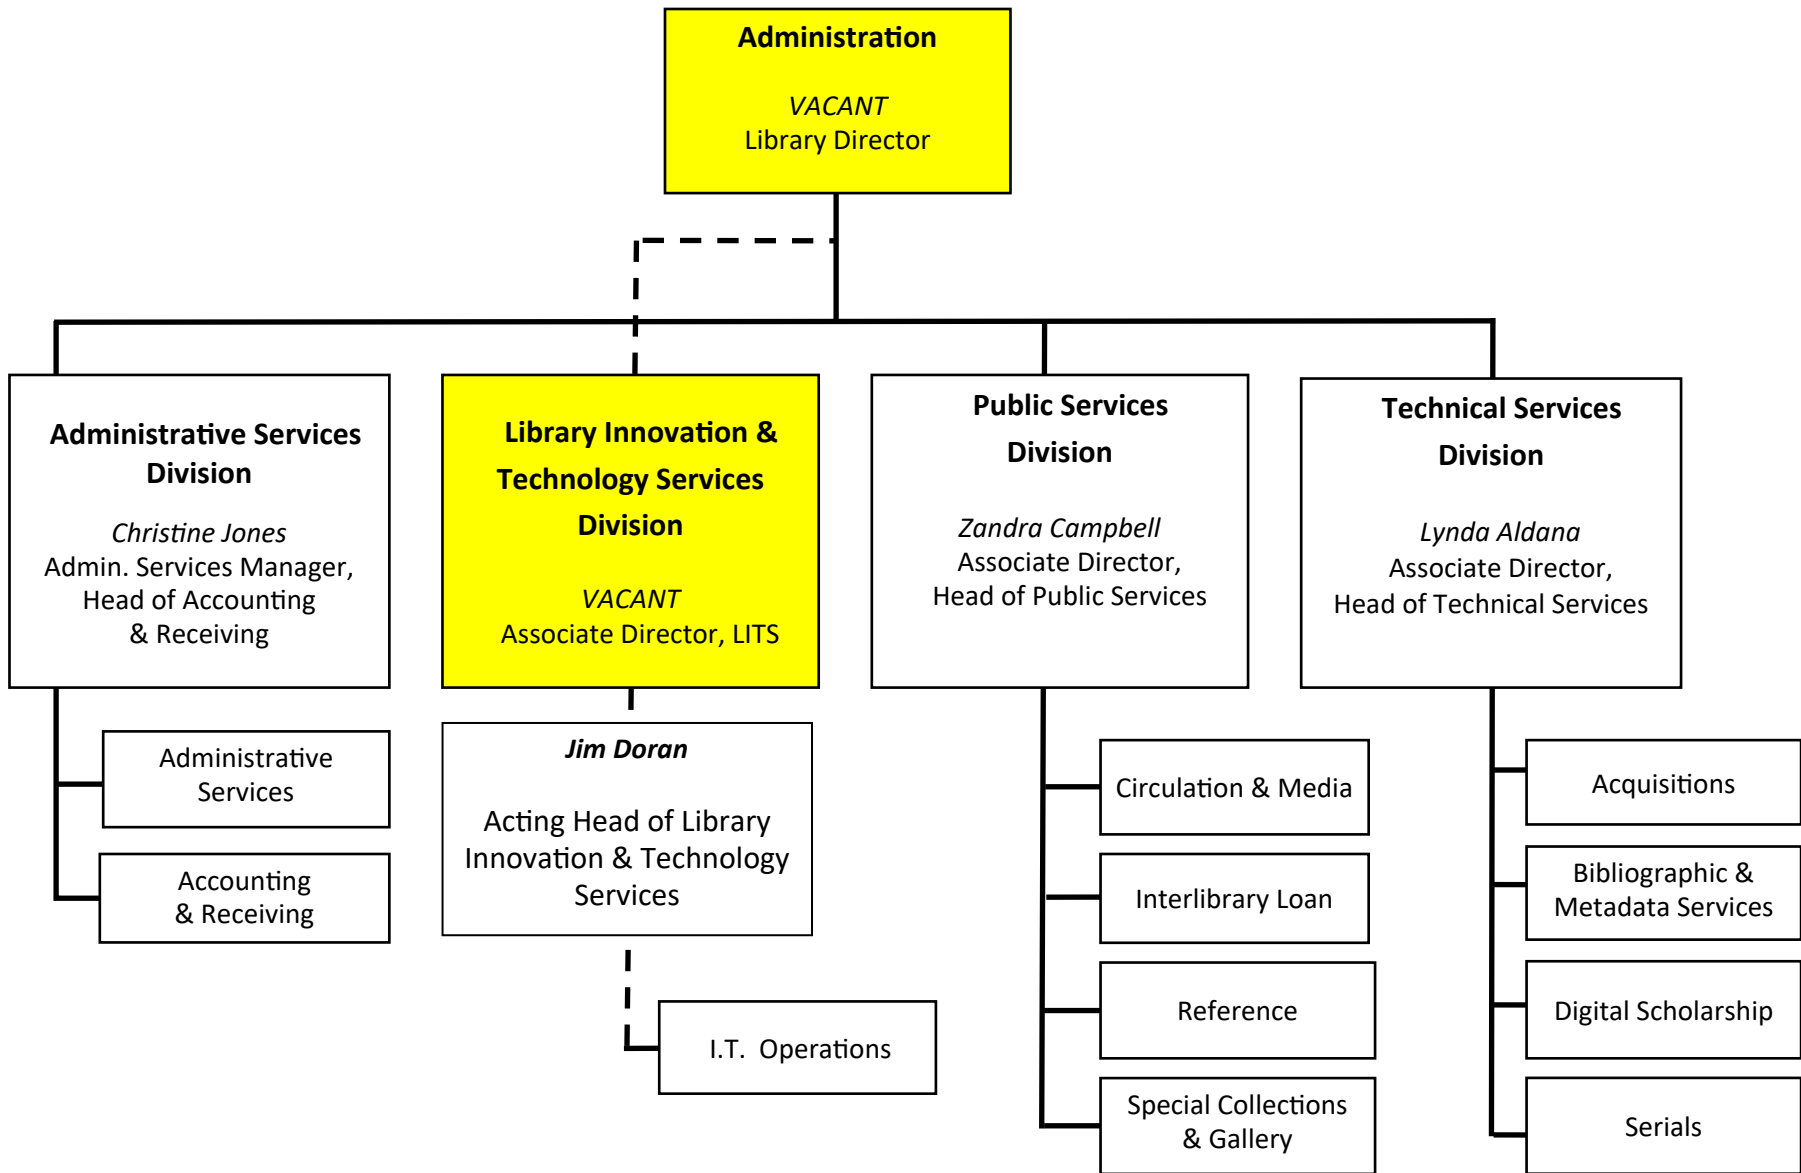 Administration
VACANT
Library Director
Administrative Services
Division
Christine Jones
Admin. Services Manager,
Head of Accounting
& Receiving
Library Innovation &
Technology Services
Division
VACANT
Associate Director, LITS
Public Services
Division
Zandra Campbell
Associate Director,
Head of Public Services
Technical Services
Division
Lynda Aldana
Associate Director,
Head of Technical Services
Administrative
Services
Accounting
& Receiving
Jim Doran
Acting Head of Library
Innovation & Technology
Services
I.T. Operations
Circulation & Media
Interlibrary Loan
Reference
Special Collections
& Gallery
Acquisitions
Bibliographic &
Metadata Services
Digital Scholarship
Serials